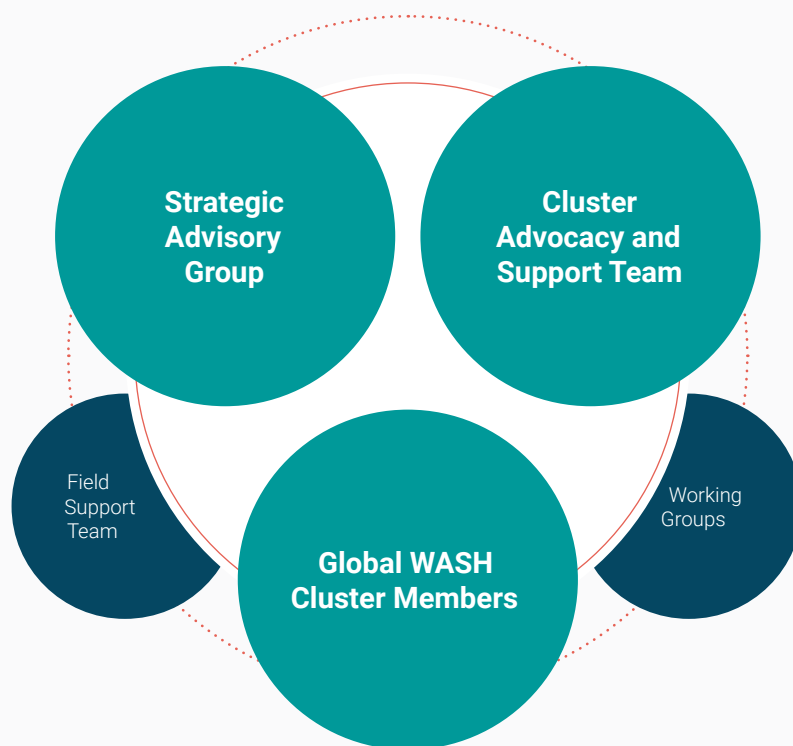 Strategic
Advisory
Group
Cluster
Advocacy and
Support Team
Field
Support
Team
Working
Groups
Global WASH
Cluster Members